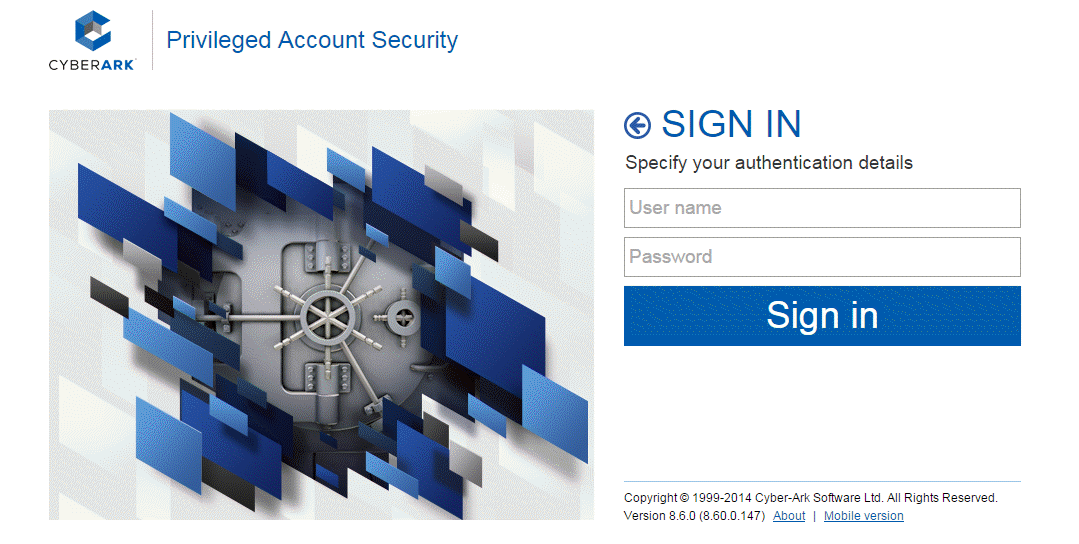 CYBERARK
Privileged Account Security
SIGN IN
Specify your authentication details
User name
Password
Sign in
Copyright © 1999-2014 Cyber-Ark Software Ltd. All Rights Reserved.
Version 8.6.0 (8.60.0.147) About | Mobile version